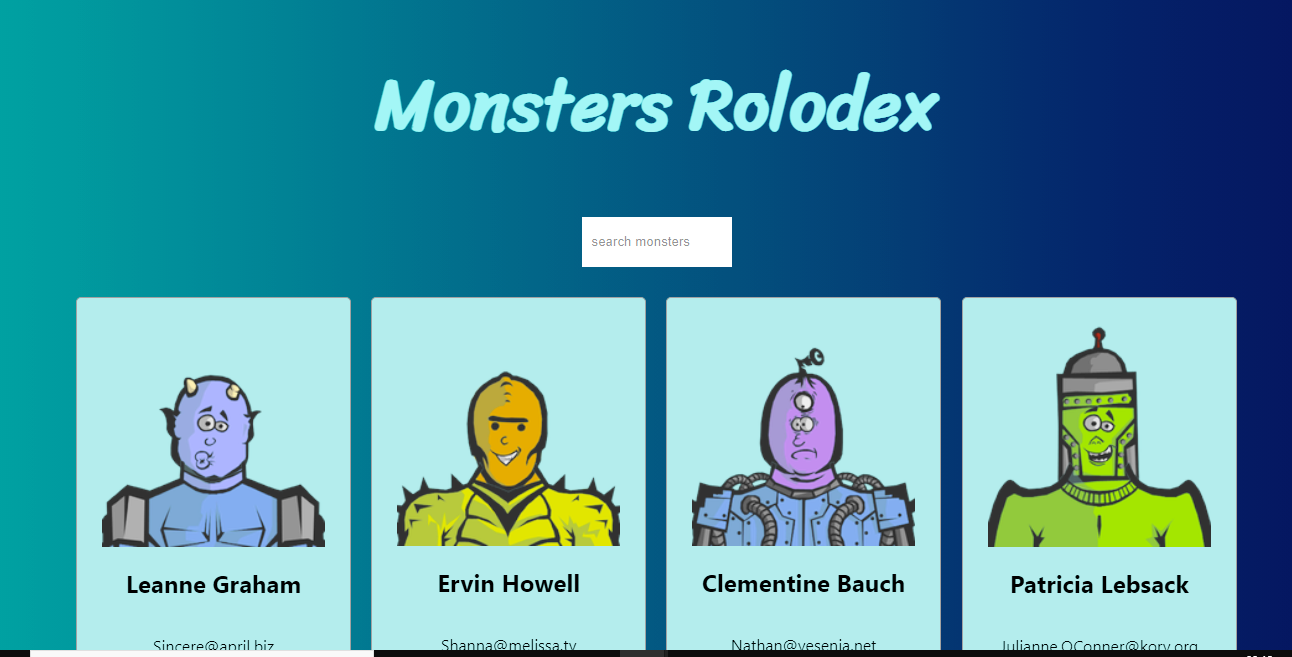 Monsters Rolodex
search monsters
Leanne Graham
Ervin Howell
Clementine Bauch
Patricia Lebsack
Sincere@april.biz
Shanna@melissa.tv
Nathan@yesenia.net
Julianne.OConner@kory.org